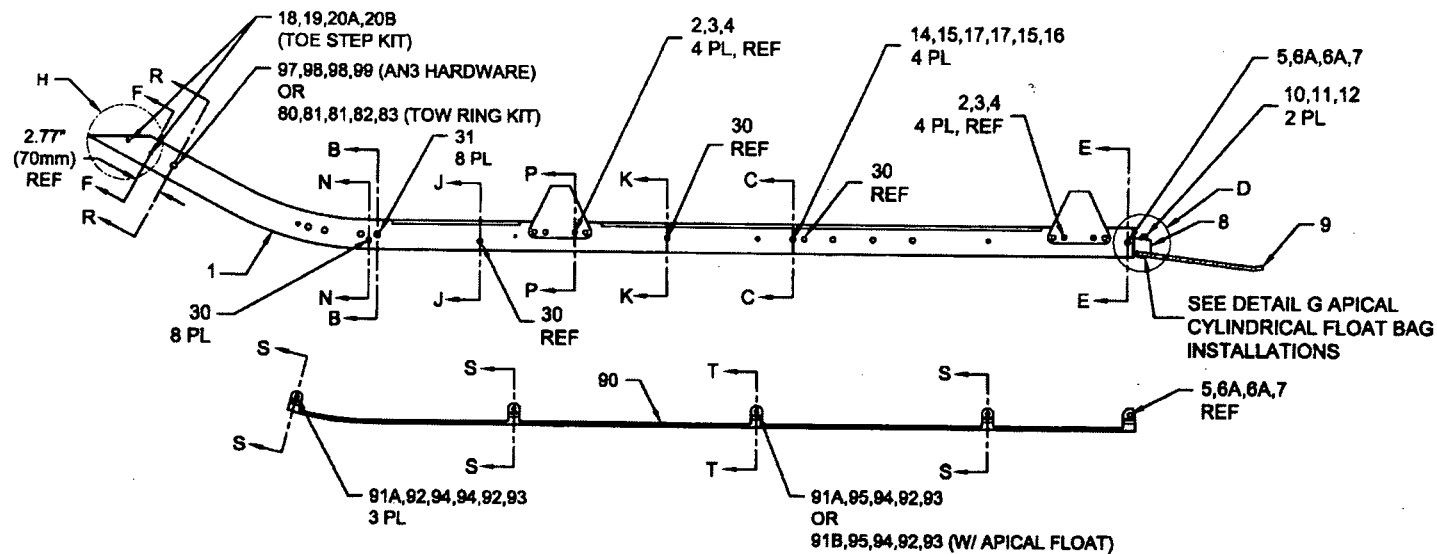 18,19,20A,20B
(TOE STEP KIT)
97,98,98,99 (AN3 HARDWARE)
OR
80,81,81,82,83 (TOW RING KIT)
2,3,4
4 PL, REF
14,15,17,17,15,16
4 PL
5,6A,6A,7
10,11,12
2 PL
H
R
F
2.77"
(70mm)
REF
F
R
31
8 PL
30
REF
2,3,4
4 PL, REF
30
REF
B
N
J
P
K
C
E
D
8
9
1
N
B
J
P
K
C
E
30
8 PL
30
REF
SEE DETAIL G APICAL
CYLINDRICAL FLOAT BAG
INSTALLATIONS
S
S
90
T
S
5,6A,6A,7
REF
S
S
T
S
91A,92,94,94,92,93
3 PL
91A,95,94,92,93
OR
91B,95,94,92,93 (W/ APICAL FLOAT)